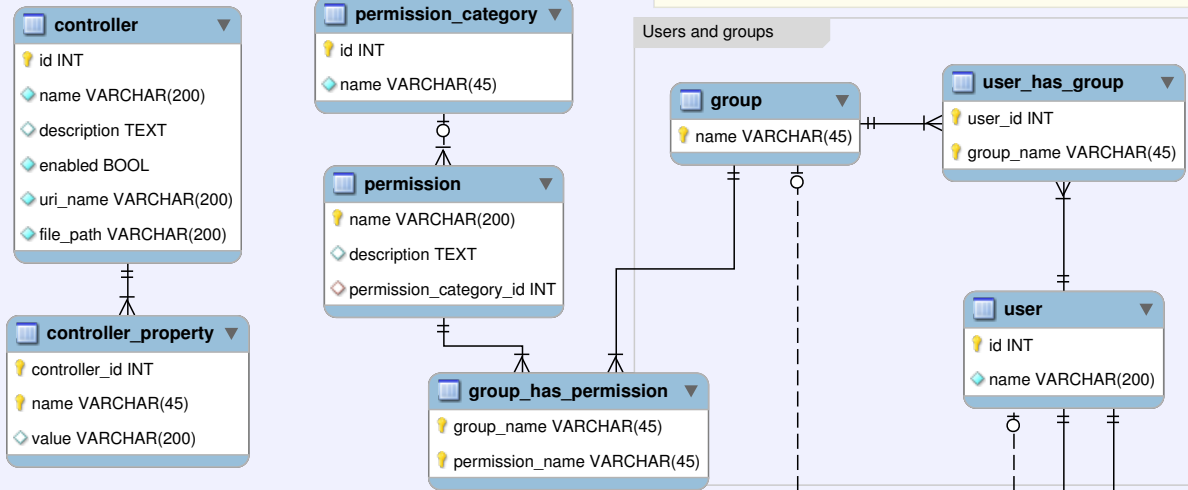 controller
id INT
name VARCHAR(200)
description TEXT
enabled BOOL
uri_name VARCHAR(200)
file_path VARCHAR(200)
controller_property
controller_id INT
name VARCHAR(45)
value VARCHAR(200)
permission_category
id INT
name VARCHAR(45)
permission
name VARCHAR(200)
description TEXT
permission_category_id INT
group_has_permission
group_name VARCHAR(45)
permission_name VARCHAR(45)
Users and groups
group
name VARCHAR(45)
user_has_group
user_id INT
group_name VARCHAR(45)
user
id INT
name VARCHAR(200)